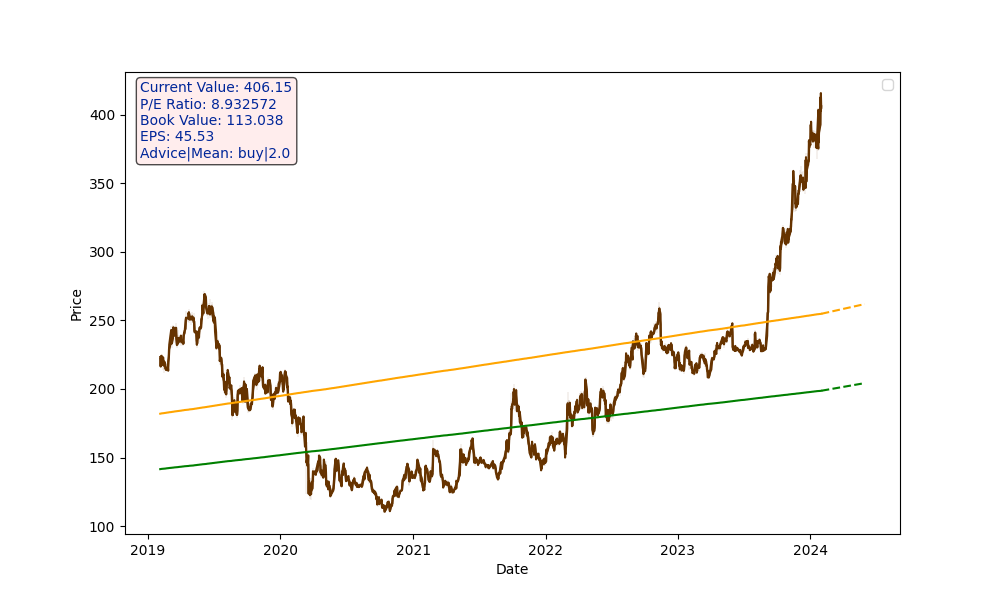 Current Value: 406.15
P/E Ratio: 8.932572
Book Value: 113.038
EPS: 45.53
Advice|Mean: buy|2.0
400
350
300
250
200
150
100
Price
2019 2020 2021 2022 2023 2024
Date